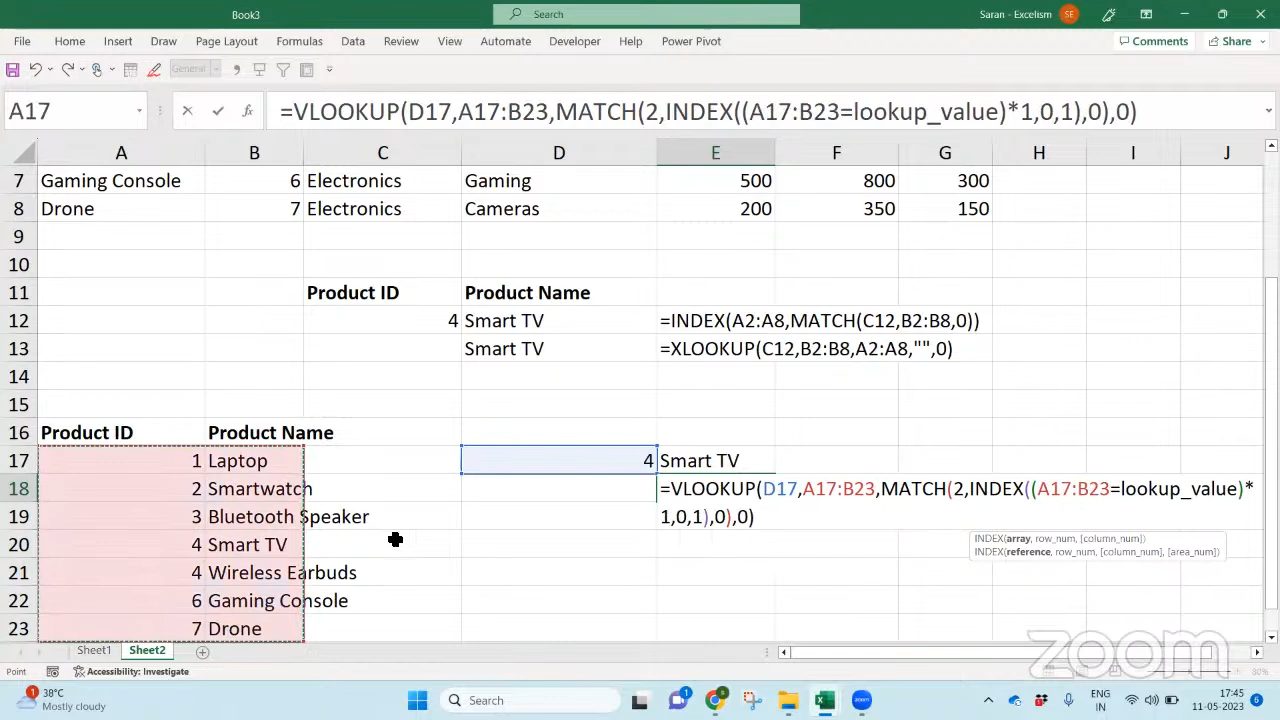 Book3
Search
Saran - Excelism SE
File Home Insert Draw Page Layout Formulas Data Review View Automate Developer Help Power Pivot Comments Share
General
A17 fx =VLOOKUP(D17,A17:B23,MATCH(2,INDEX((A17:B23=lookup_value)*1,0,1),0),0)
A B C D E F G H I J
7 Gaming Console 6 Electronics Gaming 500 800 300
8 Drone 7 Electronics Cameras 200 350 150
9
10
11 Product ID Product Name
12 4 Smart TV =INDEX(A2:A8,MATCH(C12,B2:B8,0))
13 Smart TV =XLOOKUP(C12,B2:B8,A2:A8,"",0)
14
15
16 Product ID Product Name
17 1 Laptop 4 Smart TV
18 2 Smartwatch =VLOOKUP(D17,A17:B23,MATCH(2,INDEX((A17:B23=lookup_value)*
19 3 Bluetooth Speaker 1,0,1),0),0)
INDEX(array, row_num, [column_num])
20 4 Smart TV
INDEX(reference, row_num, [column_num], [area_num])
21 4 Wireless Earbuds
22 6 Gaming Console
23 7 Drone
Sheet1 Sheet2
zoom
Point Accessibility: Investigate 80%
1 38°C
Mostly cloudy
Search
ENG
IN
17:45
11-05-2023
6